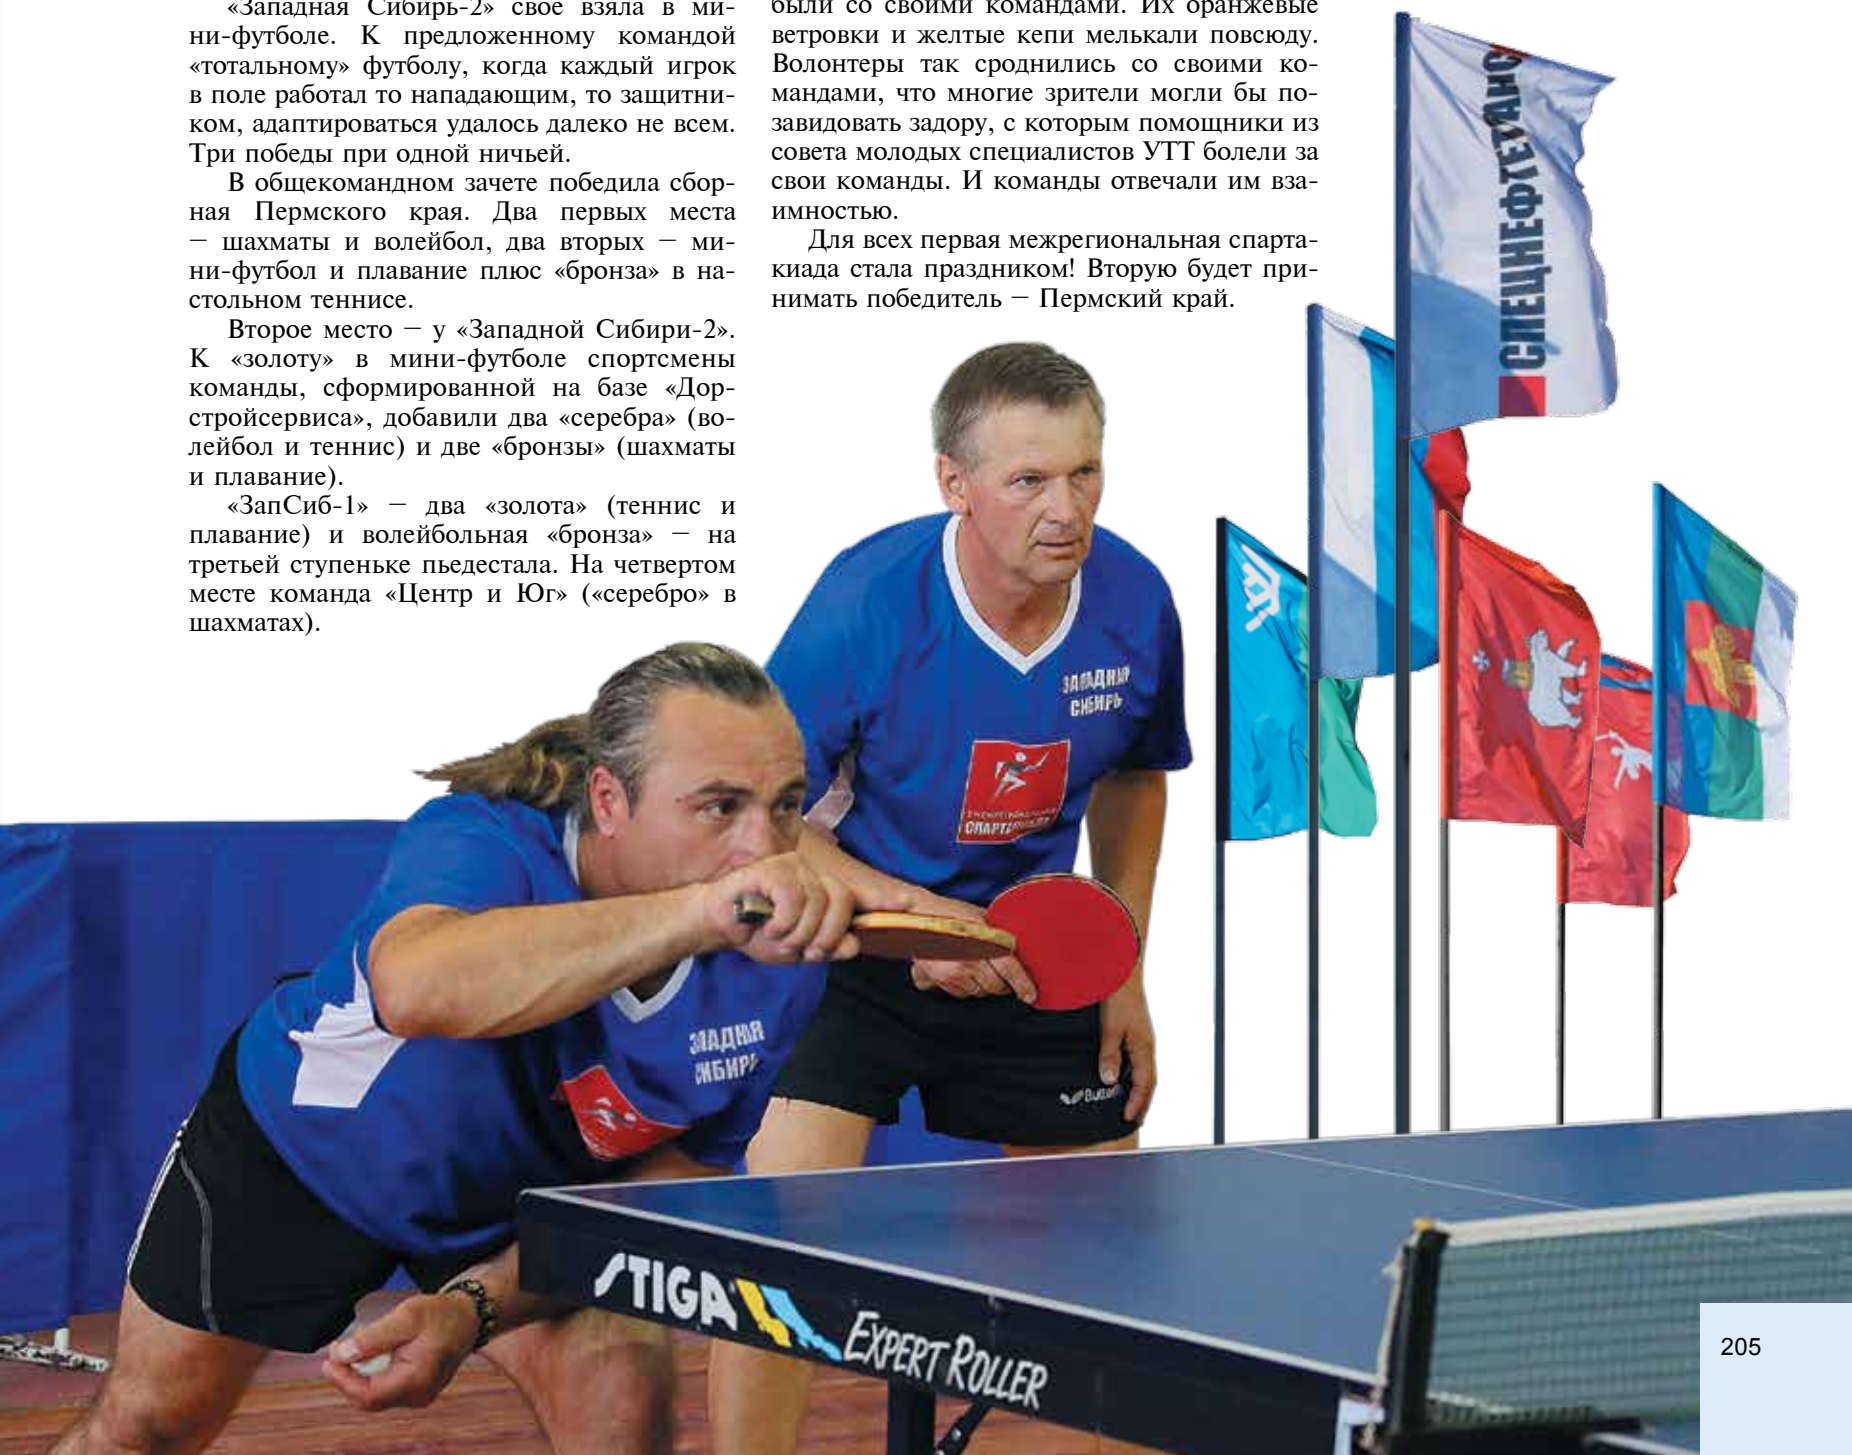 «Западная Сибирь-2» свое взяла в ми-
ни-футболе. К предложенному командой
«тотальному» футболу, когда каждый игрок
в поле работал то нападающим, то защитни-
ком, адаптироваться удалось далеко не всем.
Три победы при одной ничьей.
В общекомандном зачете победила сбор-
ная Пермского края. Два первых места
— шахматы и волейбол, два вторых — ми-
ни-футбол и плавание плюс «бронза» в на-
стольном теннисе.
Второе место — у «Западной Сибири-2».
К «золоту» в мини-футболе спортсмены
команды, сформированной на базе «Дор-
стройсервиса», добавили два «серебра» (во-
лейбол и теннис) и две «бронзы» (шахматы
и плавание).
«ЗапСиб-1» — два «золота» (теннис и
плавание) и волейбольная «бронза» — на
третьей ступеньке пьедестала. На четвертом
месте команда «Центр и Юг» («серебро» в
шахматах).
были со своими командами. Их оранжевые
ветровки и желтые кепи мелькали повсюду.
Волонтеры так сроднились со своими ко-
мандами, что многие зрители могли бы по-
завидовать задору, с которым помощники из
совета молодых специалистов УТТ болели за
свои команды. И команды отвечали им вза-
имностью.
Для всех первая межрегиональная спарта-
киада стала праздником! Вторую будет при-
нимать победитель — Пермский край.
СПЕЦНЕФТЕТРАНС
ЗАПАДНАЯ
СИБИРЬ
ЗАПАДНАЯ
СИБИРЬ
STIGA
EXPERT ROLLER
205